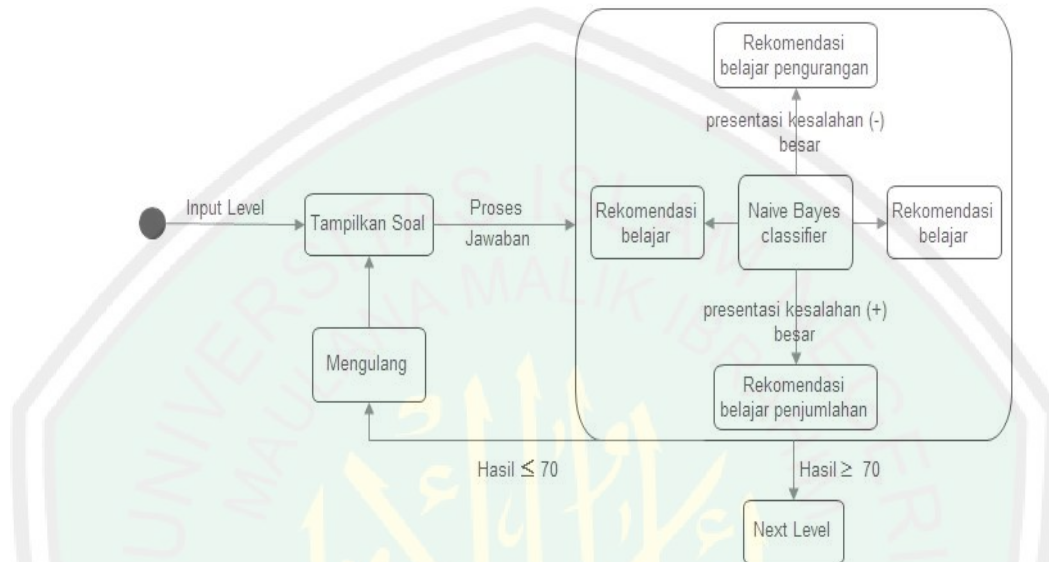 Rekomendasi
belajar pengurangan
presentasi kesalahan (-)
besar
Input Level
Tampilkan Soal
Proses
Jawaban
Rekomendasi
belajar
Naive Bayes
classifier
Rekomendasi
belajar
presentasi kesalahan (+)
besar
Mengulang
Rekomendasi
belajar penjumlahan
Hasil ≤ 70
Hasil ≥ 70
Next Level